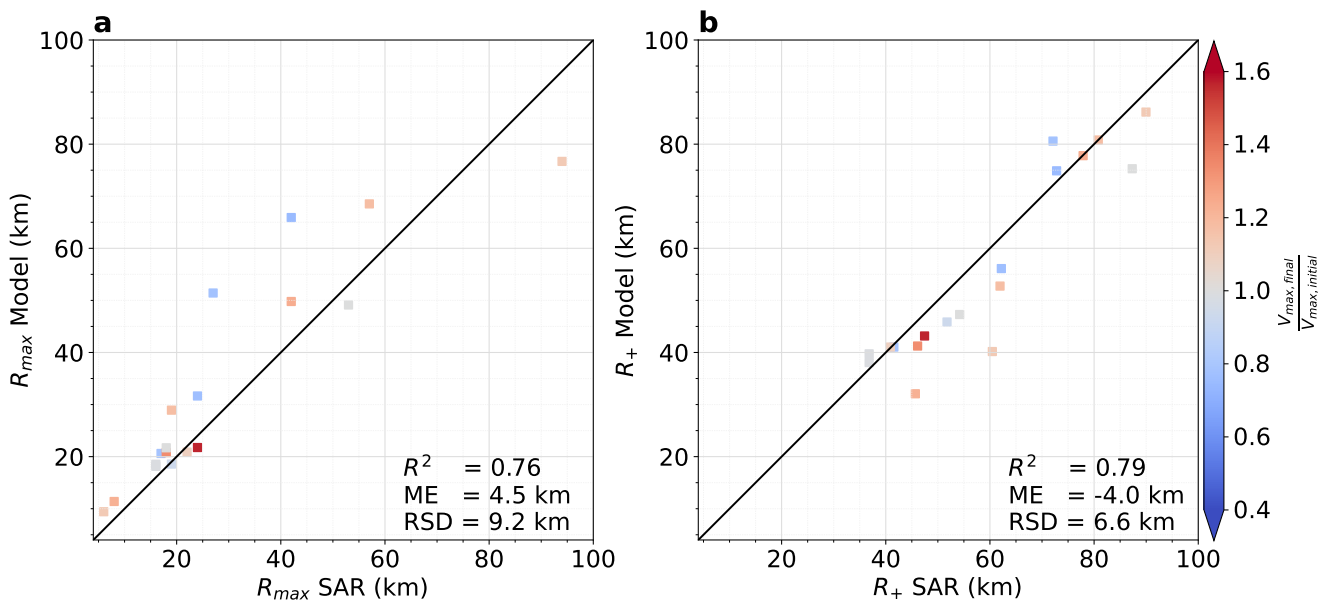 a
100
80
60
40
20
R_max Model (km)
R² = 0.76
ME = 4.5 km
RSD = 9.2 km
20 40 60 80 100
R_max SAR (km)
b
100
80
60
40
20
R_+ Model (km)
R² = 0.79
ME = -4.0 km
RSD = 6.6 km
20 40 60 80 100
R_+ SAR (km)
1.6
1.4
1.2
1.0
0.8
0.6
0.4
V_max,final
V_max,initial